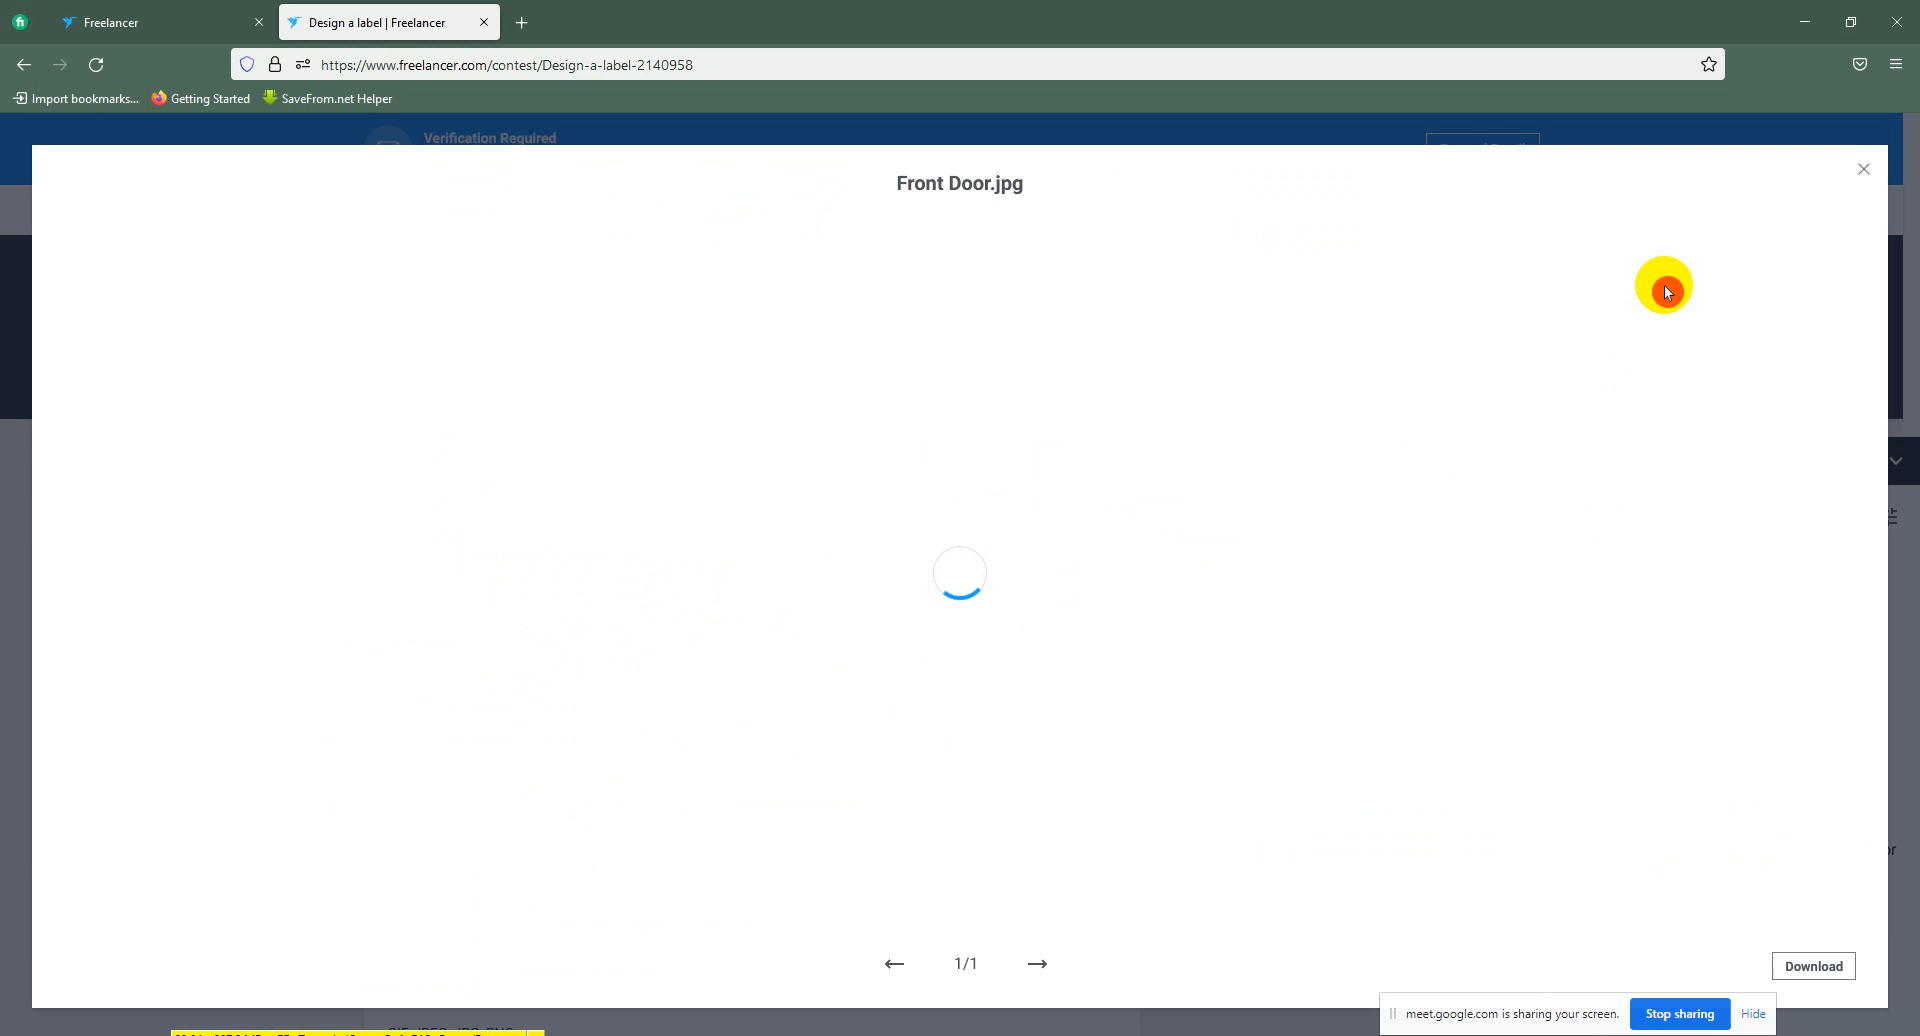 Freelancer
Design a label | Freelancer
https://www.freelancer.com/contest/Design-a-label-2140958
Import bookmarks...
Getting Started
SaveFrom.net Helper
Verification Required
Front Door.jpg
1/1
Download
meet.google.com is sharing your screen.
Stop sharing
Hide